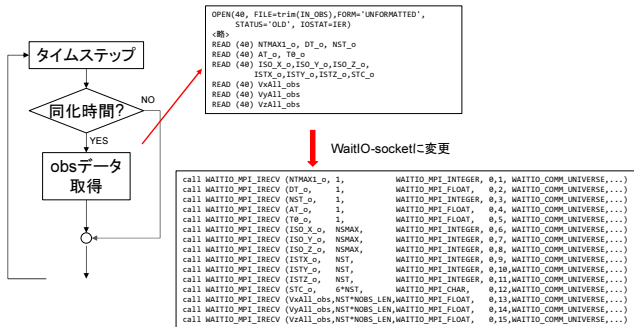 タイムステップ
同化時間?
NO
YES
obsデータ
取得
OPEN(40, FILE=trim(IN_OBS),FORM='UNFORMATTED',
STATUS='OLD', IOSTAT=IER)
<略>
READ (40) NTMAX1_o, DT_o, NST_o
READ (40) AT_o, T0_o
READ (40) ISO_X_o,ISO_Y_o,ISO_Z_o,
ISTX_o,ISTY_o,ISTZ_o,STC_o
READ (40) VxAll_obs
READ (40) VyAll_obs
READ (40) VzAll_obs
WaitIO-socketに変更
call WAITIO_MPI_IRECV (NTMAX1_o, 1, WAITIO_MPI_INTEGER, 0,1, WAITIO_COMM_UNIVERSE,...)
call WAITIO_MPI_IRECV (DT_o, 1, WAITIO_MPI_FLOAT, 0,2, WAITIO_COMM_UNIVERSE,...)
call WAITIO_MPI_IRECV (NST_o, 1, WAITIO_MPI_INTEGER, 0,3, WAITIO_COMM_UNIVERSE,...)
call WAITIO_MPI_IRECV (AT_o, 1, WAITIO_MPI_FLOAT, 0,4, WAITIO_COMM_UNIVERSE,...)
call WAITIO_MPI_IRECV (T0_o, 1, WAITIO_MPI_FLOAT, 0,5, WAITIO_COMM_UNIVERSE,...)
call WAITIO_MPI_IRECV (ISO_X_o, NSMAX, WAITIO_MPI_INTEGER, 0,6, WAITIO_COMM_UNIVERSE,...)
call WAITIO_MPI_IRECV (ISO_Y_o, NSMAX, WAITIO_MPI_INTEGER, 0,7, WAITIO_COMM_UNIVERSE,...)
call WAITIO_MPI_IRECV (ISO_Z_o, NSMAX, WAITIO_MPI_INTEGER, 0,8, WAITIO_COMM_UNIVERSE,...)
call WAITIO_MPI_IRECV (ISTX_o, NST, WAITIO_MPI_INTEGER, 0,9, WAITIO_COMM_UNIVERSE,...)
call WAITIO_MPI_IRECV (ISTY_o, NST, WAITIO_MPI_INTEGER, 0,10,WAITIO_COMM_UNIVERSE,...)
call WAITIO_MPI_IRECV (ISTZ_o, NST, WAITIO_MPI_INTEGER, 0,11,WAITIO_COMM_UNIVERSE,...)
call WAITIO_MPI_IRECV (STC_o, 6*NST, WAITIO_MPI_CHAR, 0,12,WAITIO_COMM_UNIVERSE,...)
call WAITIO_MPI_IRECV (VxAll_obs,NST*NOBS_LEN,WAITIO_MPI_FLOAT, 0,13,WAITIO_COMM_UNIVERSE,...)
call WAITIO_MPI_IRECV (VyAll_obs,NST*NOBS_LEN,WAITIO_MPI_FLOAT, 0,14,WAITIO_COMM_UNIVERSE,...)
call WAITIO_MPI_IRECV (VzAll_obs,NST*NOBS_LEN,WAITIO_MPI_FLOAT, 0,15,WAITIO_COMM_UNIVERSE,...)